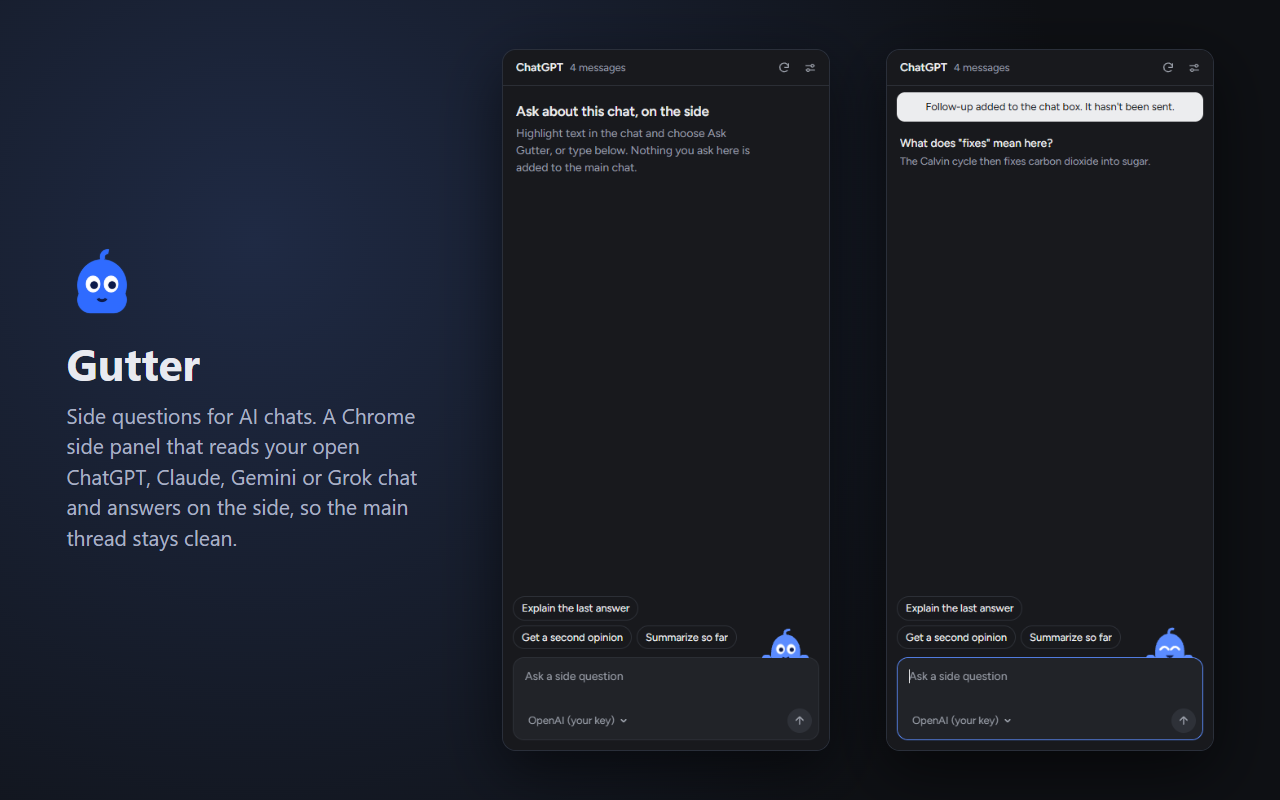 Gutter
Side questions for AI chats. A Chrome
side panel that reads your open
ChatGPT, Claude, Gemini or Grok chat
and answers on the side, so the main
thread stays clean.
ChatGPT 4 messages
Ask about this chat, on the side
Highlight text in the chat and choose Ask
Gutter, or type below. Nothing you ask here is
added to the main chat.
Explain the last answer
Get a second opinion
Summarize so far
Ask a side question
OpenAI (your key)
ChatGPT 4 messages
Follow-up added to the chat box. It hasn't been sent.
What does "fixes" mean here?
The Calvin cycle then fixes carbon dioxide into sugar.
Explain the last answer
Get a second opinion
Summarize so far
Ask a side question
OpenAI (your key)